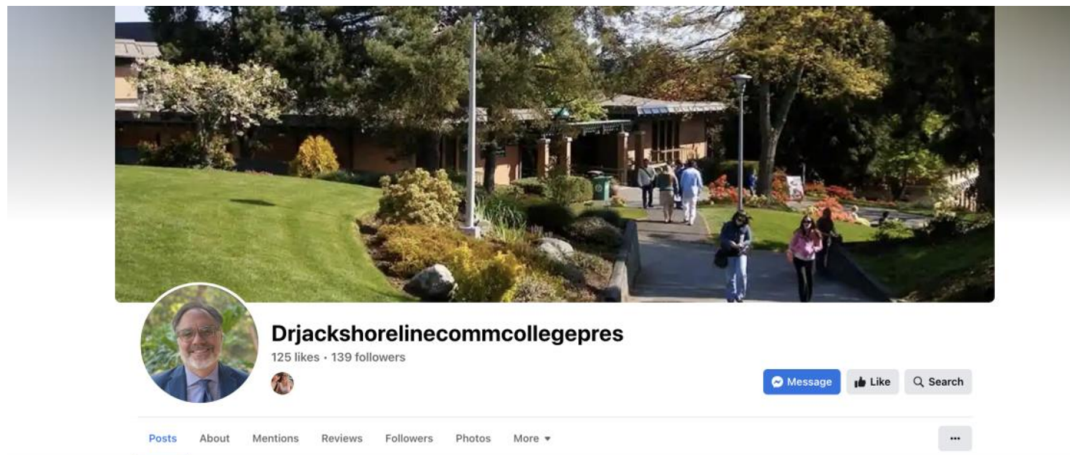 Drjackshorelinecommcollegepres
125 likes • 139 followers
Message Like Search
Posts About Mentions Reviews Followers Photos More